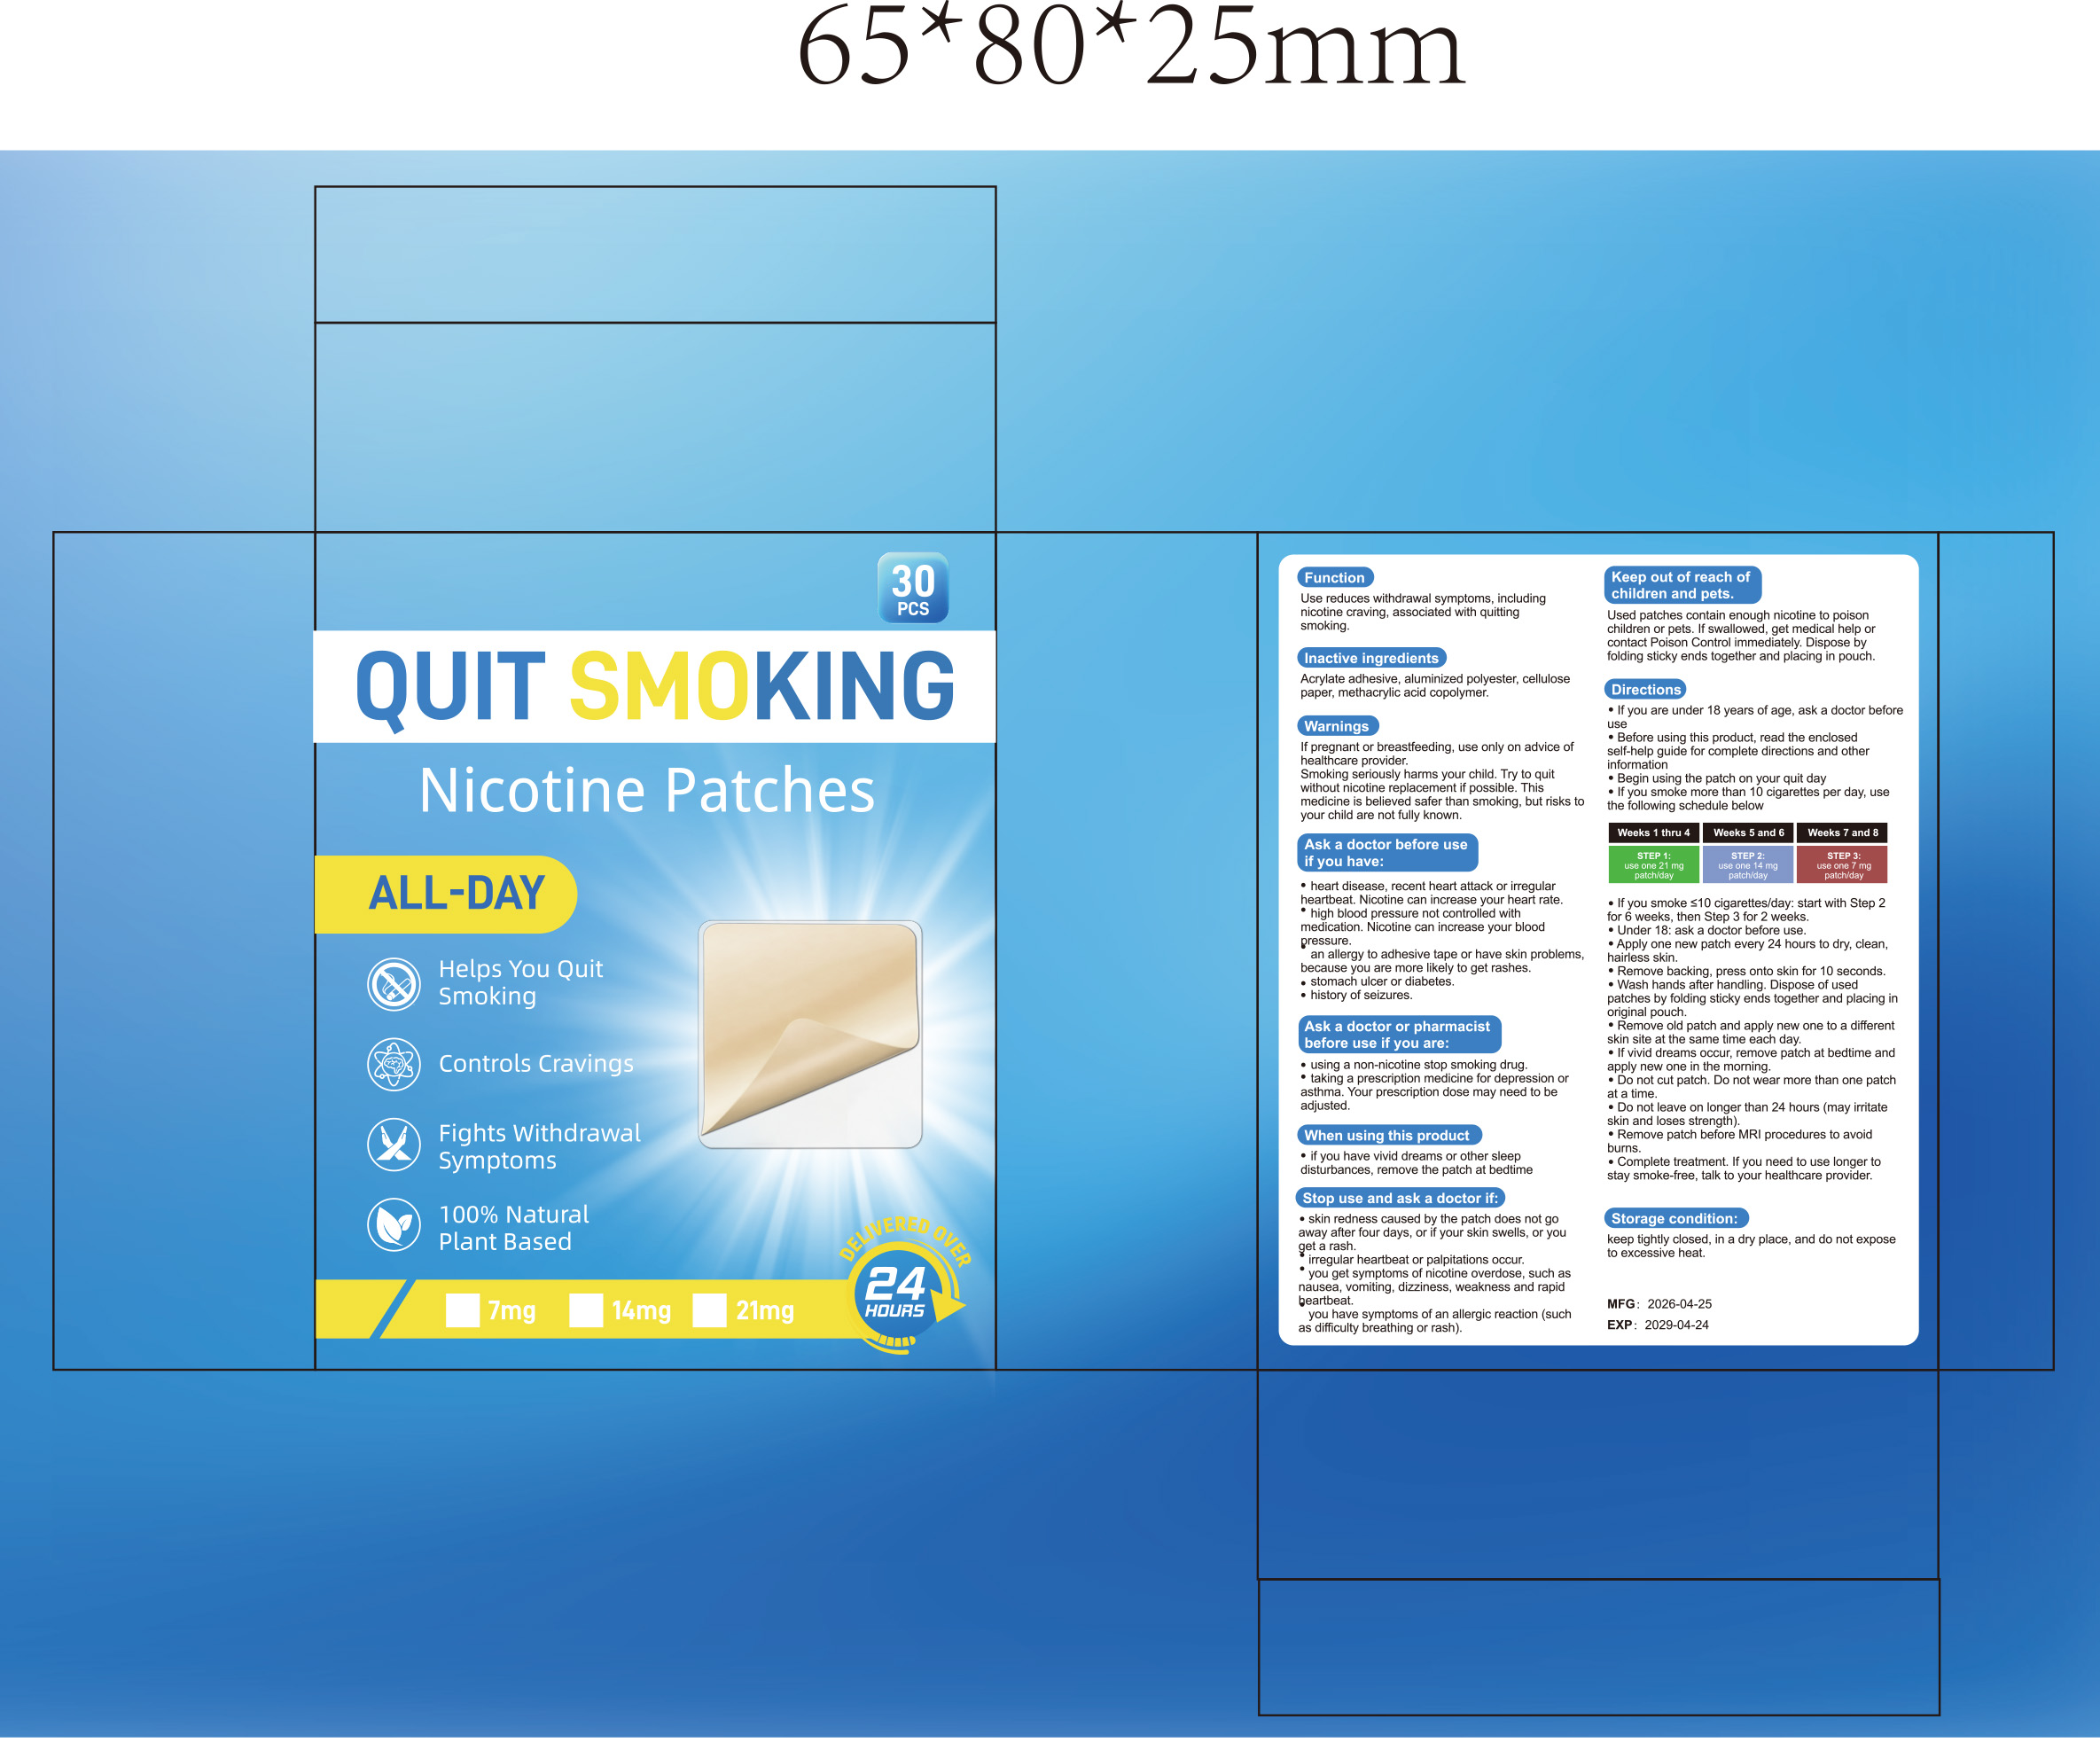 65*80*25mm
30
PCS
QUIT SMOKING
Nicotine Patches
ALL-DAY
Helps You Quit
Smoking
Controls Cravings
Fights Withdrawal
Symptoms
100% Natural
Plant Based
DELIVERED OVER
24
HOURS
7mg
14mg
21mg
Function
Use reduces withdrawal symptoms, including
nicotine craving, associated with quitting
smoking.
Inactive ingredients
Acrylate adhesive, aluminized polyester, cellulose
paper, methacrylic acid copolymer.
Warnings
If pregnant or breastfeeding, use only on advice of
healthcare provider.
Smoking seriously harms your child. Try to quit
without nicotine replacement if possible. This
medicine is believed safer than smoking, but risks to
your child are not fully known.
Ask a doctor before use
if you have:
• heart disease, recent heart attack or irregular
heartbeat. Nicotine can increase your heart rate.
• high blood pressure not controlled with
medication. Nicotine can increase your blood
pressure.
• an allergy to adhesive tape or have skin problems,
because you are more likely to get rashes.
• stomach ulcer or diabetes.
• history of seizures.
Ask a doctor or pharmacist
before use if you are:
• using a non-nicotine stop smoking drug.
• taking a prescription medicine for depression or
asthma. Your prescription dose may need to be
adjusted.
When using this product
• if you have vivid dreams or other sleep
disturbances, remove the patch at bedtime
Stop use and ask a doctor if:
• skin redness caused by the patch does not go
away after four days, or if your skin swells, or you
get a rash.
• irregular heartbeat or palpitations occur.
• you get symptoms of nicotine overdose, such as
nausea, vomiting, dizziness, weakness and rapid
heartbeat.
• you have symptoms of an allergic reaction (such
as difficulty breathing or rash).
Keep out of reach of
children and pets.
Used patches contain enough nicotine to poison
children or pets. If swallowed, get medical help or
contact Poison Control immediately. Dispose by
folding sticky ends together and placing in pouch.
Directions
• If you are under 18 years of age, ask a doctor before
use
• Before using this product, read the enclosed
self-help guide for complete directions and other
information
• Begin using the patch on your quit day
• If you smoke more than 10 cigarettes per day, use
the following schedule below
Weeks 1 thru 4
Weeks 5 and 6
Weeks 7 and 8
STEP 1:
use one 21 mg
patch/day
STEP 2:
use one 14 mg
patch/day
STEP 3:
use one 7 mg
patch/day
• If you smoke ≤10 cigarettes/day: start with Step 2
for 6 weeks, then Step 3 for 2 weeks.
• Under 18: ask a doctor before use.
• Apply one new patch every 24 hours to dry, clean,
hairless skin.
• Remove backing, press onto skin for 10 seconds.
• Wash hands after handling. Dispose of used
patches by folding sticky ends together and placing in
original pouch.
• Remove old patch and apply new one to a different
skin site at the same time each day.
• If vivid dreams occur, remove patch at bedtime and
apply new one in the morning.
• Do not cut patch. Do not wear more than one patch
at a time.
• Do not leave on longer than 24 hours (may irritate
skin and loses strength).
• Remove patch before MRI procedures to avoid
burns.
• Complete treatment. If you need to use longer to
stay smoke-free, talk to your healthcare provider.
Storage condition:
keep tightly closed, in a dry place, and do not expose
to excessive heat.
MFG: 2026-04-25
EXP: 2029-04-24